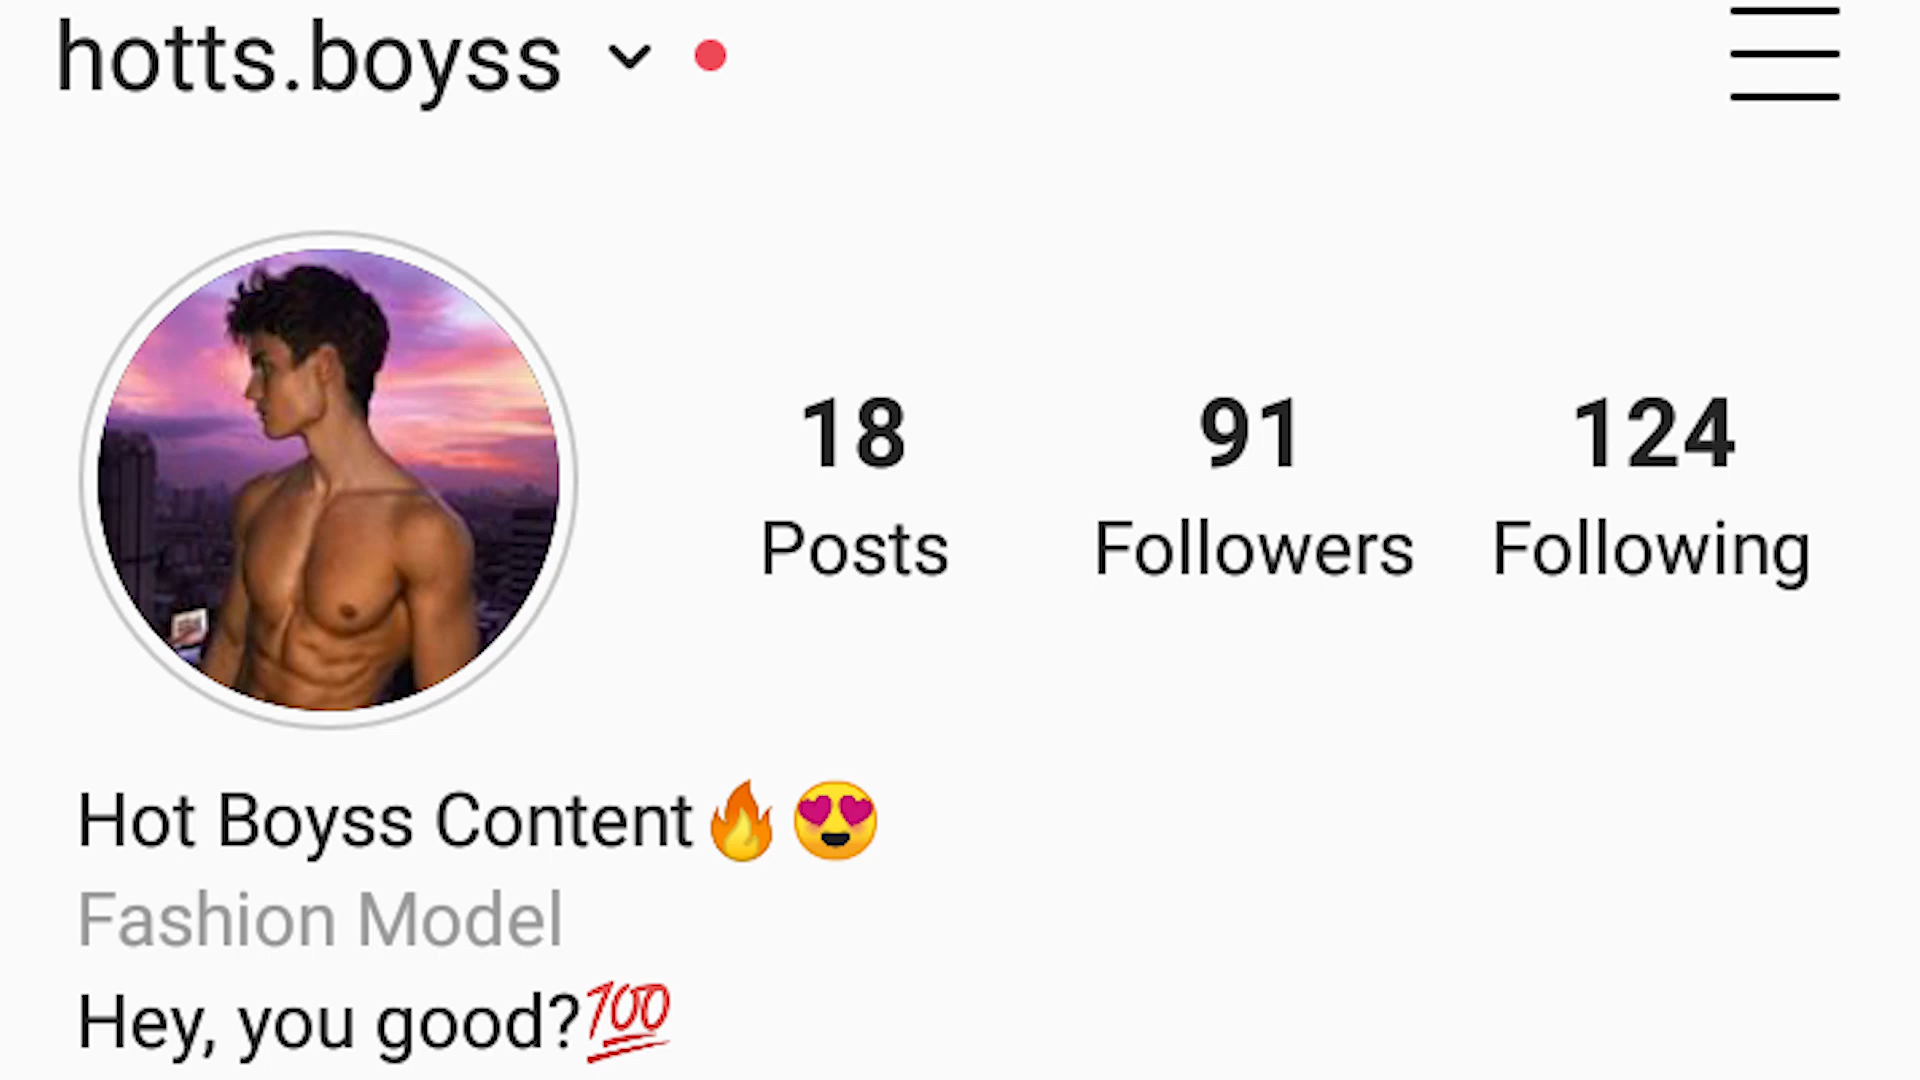 hotts.boyss
18 91 124
Posts Followers Following
Hot Boyss Content🔥😍
Fashion Model
Hey, you good?💯